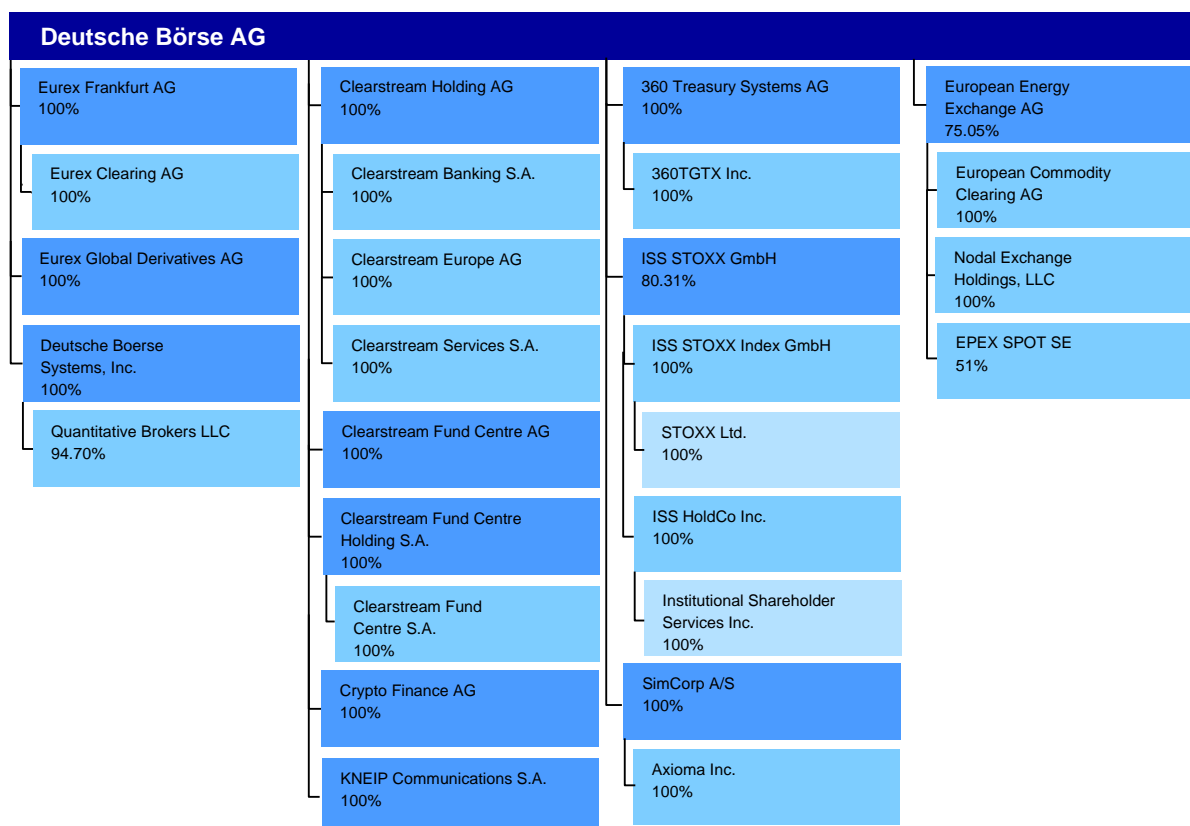 Deutsche Börse AG
Eurex Frankfurt AG
100%
Eurex Clearing AG
100%
Eurex Global Derivatives AG
100%
Deutsche Boerse
Systems, Inc.
100%
Quantitative Brokers LLC
94.70%
Clearstream Holding AG
100%
Clearstream Banking S.A.
100%
Clearstream Europe AG
100%
Clearstream Services S.A.
100%
Clearstream Fund Centre AG
100%
Clearstream Fund Centre
Holding S.A.
100%
Clearstream Fund
Centre S.A.
100%
Crypto Finance AG
100%
KNEIP Communications S.A.
100%
360 Treasury Systems AG
100%
360TGTX Inc.
100%
ISS STOXX GmbH
80.31%
ISS STOXX Index GmbH
100%
STOXX Ltd.
100%
ISS HoldCo Inc.
100%
Institutional Shareholder
Services Inc.
100%
SimCorp A/S
100%
Axioma Inc.
100%
European Energy
Exchange AG
75.05%
European Commodity
Clearing AG
100%
Nodal Exchange
Holdings, LLC
100%
EPEX SPOT SE
51%